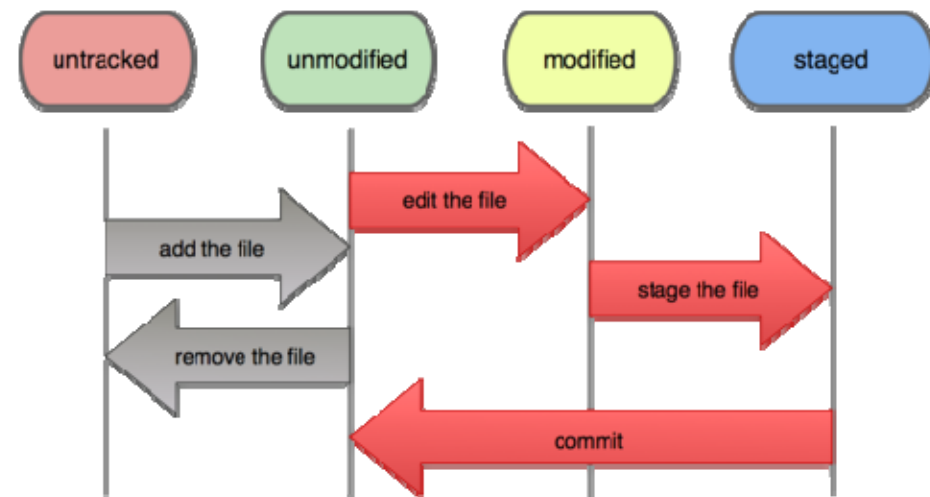 untracked
unmodified
modified
staged
edit the file
add the file
stage the file
remove the file
commit